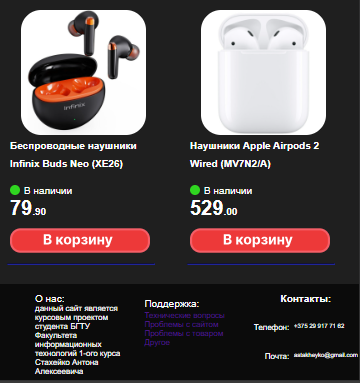 infinix
Беспроводные наушники
Infinix Buds Neo (XE26)
В наличии
79.90
В корзину
Наушники Apple Airpods 2
Wired (MV7N2/A)
В наличии
529.00
В корзину
О нас:
данный сайт является
курсовым проектом
студента БГТУ
Факультета
информационных
технологий 1-ого курса
Стахейко Антона
Алексеевича
Поддержка:
Технические вопросы
Проблемы с сайтом
Проблемы с товаром
Другое
Контакты:
Телефон: +375 29 917 71 62
Почта: astakheyko@gmail.com